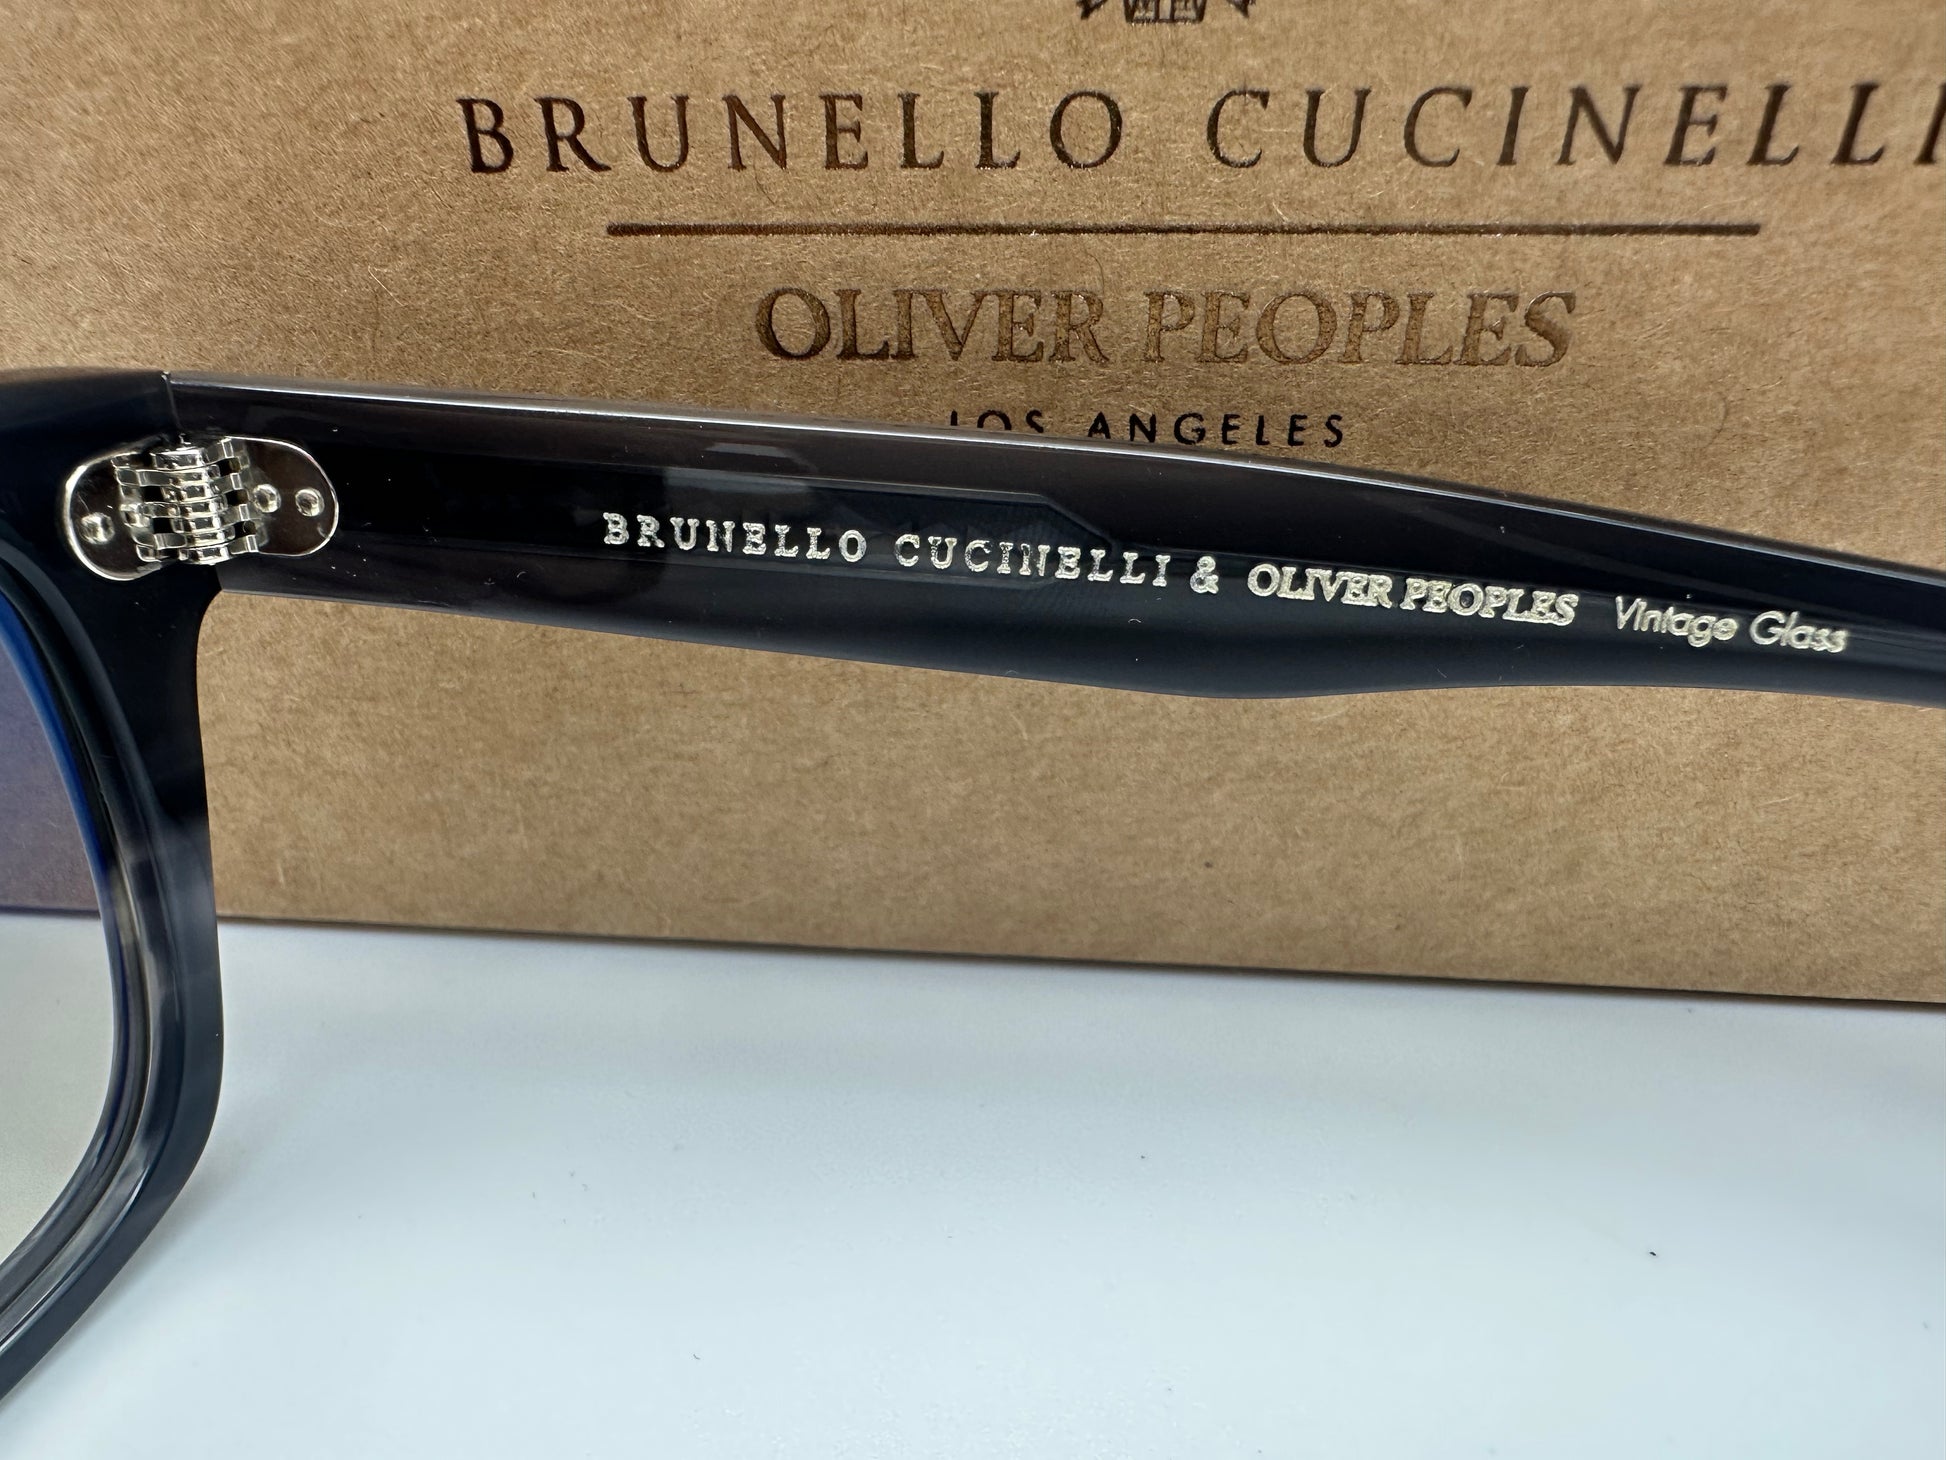 BRUNELLO CUCINELLI
OLIVER PEOPLES
LOS ANGELES
BRUNELLO CUCINELLI & OLIVER PEOPLES Vintage Glass